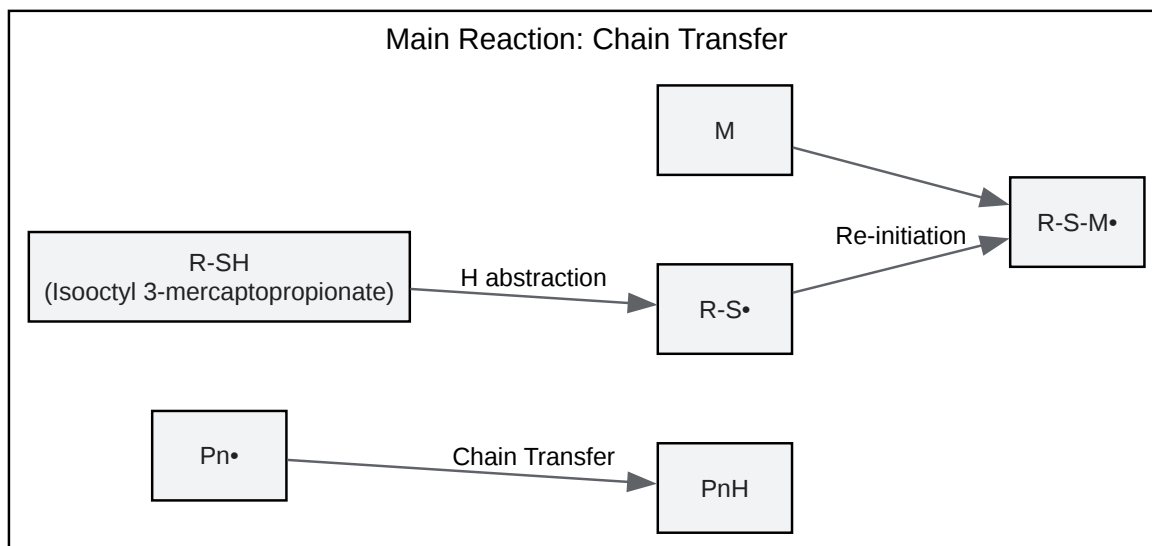 Main Reaction: Chain Transfer
M
R-S-M•
Re-initiation
R-SH
(Isooctyl 3-mercaptopropionate)
H abstraction
R-S•
Pn•
Chain Transfer
PnH